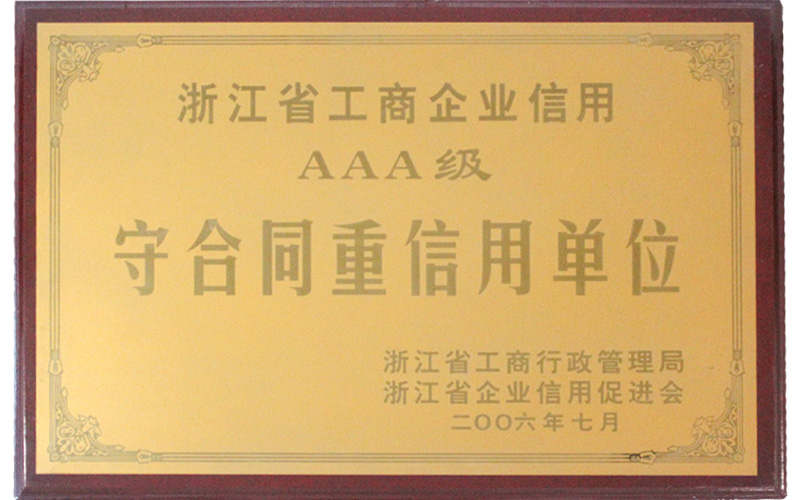 浙江省工商企业信用
AAA级
守合同重信用单位
浙江省工商行政管理局
浙江省企业信用促进会
二OO六年七月